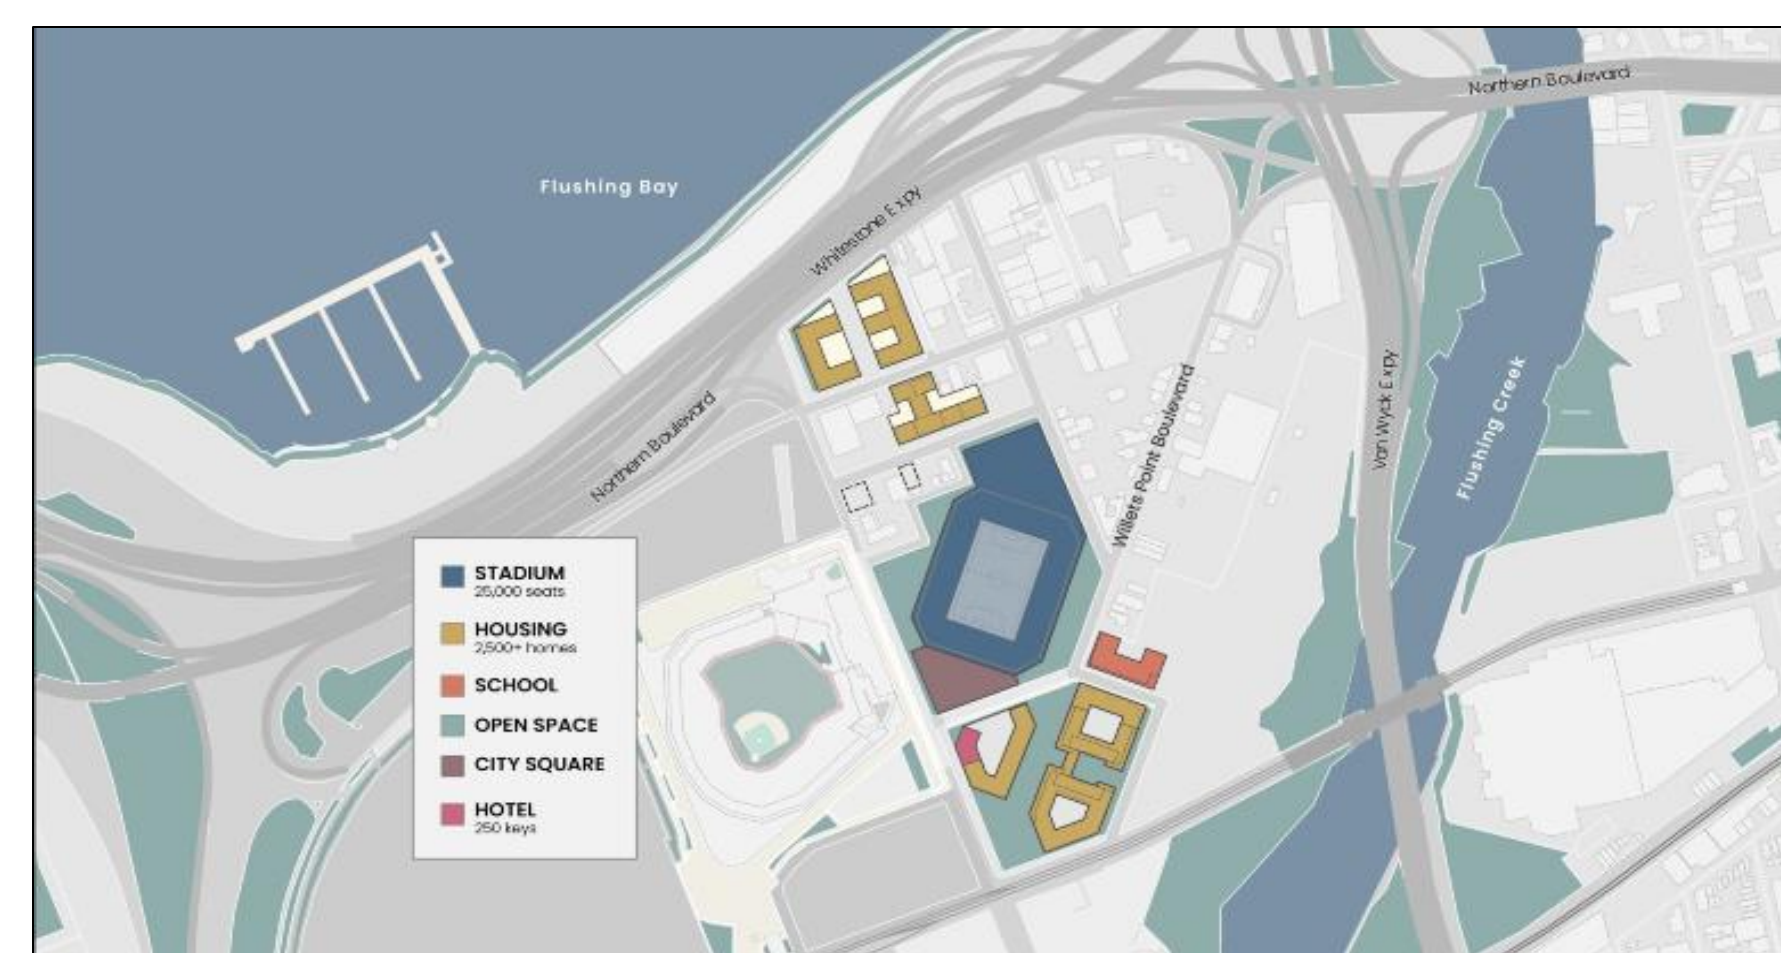 Northern Boulevard
Flushing Bay
Whitestone Expy
Northern Boulevard
Willets Point Boulevard
Van Wyck Expy
Flushing Creek
STADIUM
25,000 seats
HOUSING
2,500+ homes
SCHOOL
OPEN SPACE
CITY SQUARE
HOTEL
250 keys